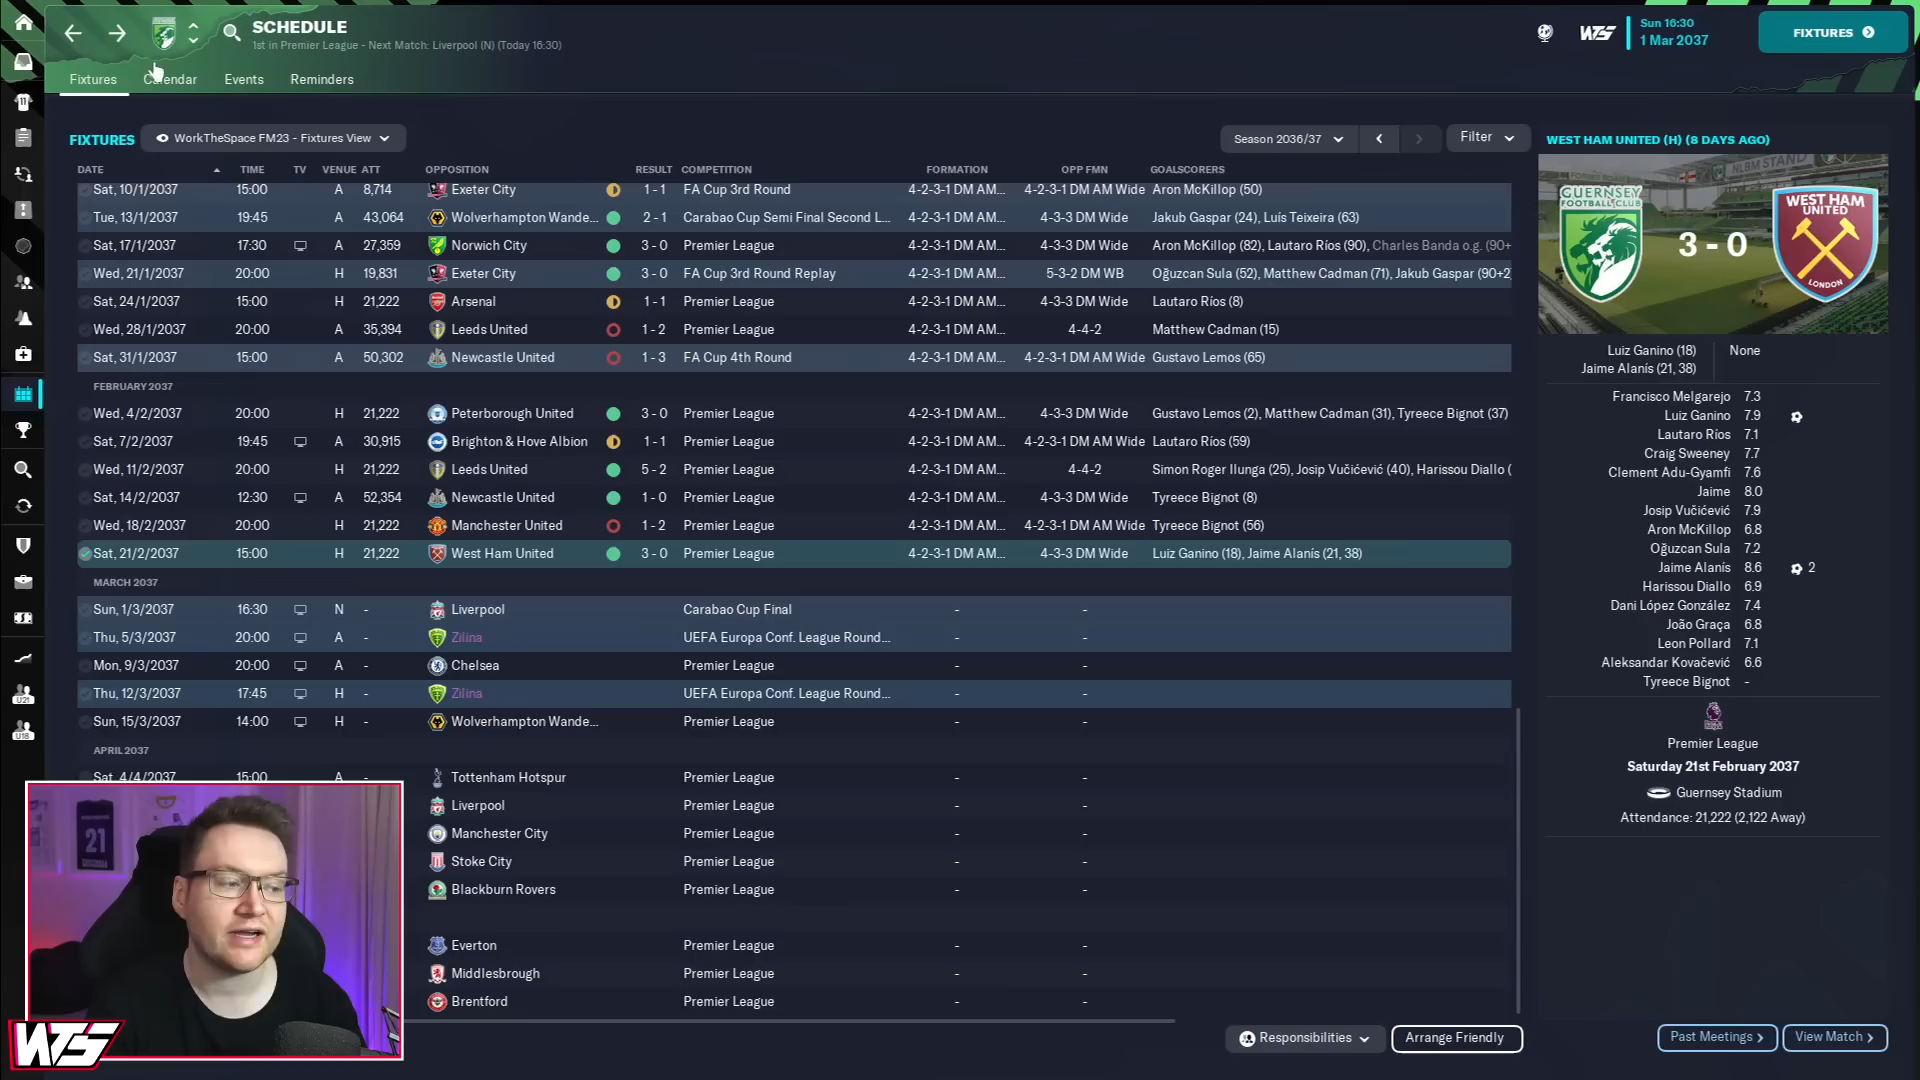 SCHEDULE
1st in Premier League - Next Match: Liverpool (N) (Today 16:30)
WTS
Sun 16:30
1 Mar 2037
FIXTURES
Fixtures Calendar Events Reminders
FIXTURES WorkTheSpace FM23 - Fixtures View
Season 2036/37 Filter
DATE TIME TV VENUE ATT OPPOSITION RESULT COMPETITION FORMATION OPP FMN GOALSCORERS
Sat, 10/1/2037 15:00 A 8,714 Exeter City 1 - 1 FA Cup 3rd Round 4-2-3-1 DM AM... 4-2-3-1 DM AM Wide Aron McKillop (50)
Tue, 13/1/2037 19:45 A 43,064 Wolverhampton Wande... 2 - 1 Carabao Cup Semi Final Second L... 4-2-3-1 DM AM... 4-3-3 DM Wide Jakub Gaspar (24), Luís Teixeira (63)
Sat, 17/1/2037 17:30 A 27,359 Norwich City 3 - 0 Premier League 4-2-3-1 DM AM... 4-3-3 DM Wide Aron McKillop (82), Lautaro Ríos (90), Charles Banda o.g. (90+
Wed, 21/1/2037 20:00 H 19,831 Exeter City 3 - 0 FA Cup 3rd Round Replay 4-2-3-1 DM AM... 5-3-2 DM WB Oğuzcan Sula (52), Matthew Cadman (71), Jakub Gaspar (90+2
Sat, 24/1/2037 15:00 H 21,222 Arsenal 1 - 1 Premier League 4-2-3-1 DM AM... 4-3-3 DM Wide Lautaro Ríos (8)
Wed, 28/1/2037 20:00 A 35,394 Leeds United 1 - 2 Premier League 4-2-3-1 DM AM... 4-4-2 Matthew Cadman (15)
Sat, 31/1/2037 15:00 A 50,302 Newcastle United 1 - 3 FA Cup 4th Round 4-2-3-1 DM AM... 4-2-3-1 DM AM Wide Gustavo Lemos (65)
FEBRUARY 2037
Wed, 4/2/2037 20:00 H 21,222 Peterborough United 3 - 0 Premier League 4-2-3-1 DM AM... 4-3-3 DM Wide Gustavo Lemos (2), Matthew Cadman (31), Tyreece Bignot (37)
Sat, 7/2/2037 19:45 A 30,915 Brighton & Hove Albion 1 - 1 Premier League 4-2-3-1 DM AM... 4-2-3-1 DM AM Wide Lautaro Ríos (59)
Wed, 11/2/2037 20:00 H 21,222 Leeds United 5 - 2 Premier League 4-2-3-1 DM AM... 4-4-2 Simon Roger Ilunga (25), Josip Vučićević (40), Harissou Diallo (
Sat, 14/2/2037 12:30 A 52,354 Newcastle United 1 - 0 Premier League 4-2-3-1 DM AM... 4-3-3 DM Wide Tyreece Bignot (8)
Wed, 18/2/2037 20:00 H 21,222 Manchester United 1 - 2 Premier League 4-2-3-1 DM AM... 4-2-3-1 DM AM Wide Tyreece Bignot (56)
Sat, 21/2/2037 15:00 H 21,222 West Ham United 3 - 0 Premier League 4-2-3-1 DM AM... 4-3-3 DM Wide Luiz Ganino (18), Jaime Alanís (21, 38)
MARCH 2037
Sun, 1/3/2037 16:30 N - Liverpool Carabao Cup Final - -
Thu, 5/3/2037 20:00 A - Zilina UEFA Europa Conf. League Round... - -
Mon, 9/3/2037 20:00 A - Chelsea Premier League - -
Thu, 12/3/2037 17:45 H - Zilina UEFA Europa Conf. League Round... - -
Sun, 15/3/2037 14:00 H - Wolverhampton Wande... Premier League - -
APRIL 2037
Sat, 4/4/2037 15:00 A - Tottenham Hotspur Premier League - -
Liverpool Premier League - -
Manchester City Premier League - -
Stoke City Premier League - -
Blackburn Rovers Premier League - -
Everton Premier League - -
Middlesbrough Premier League - -
Brentford Premier League - -
Responsibilities Arrange Friendly
WEST HAM UNITED (H) (8 DAYS AGO)
NLBM STAND
GUERNSEY
FOOTBALL CLUB
3 - 0
WEST HAM
UNITED
LONDON
Luiz Ganino (18) None
Jaime Alanís (21, 38)
Francisco Melgarejo 7.3
Luiz Ganino 7.9
Lautaro Ríos 7.1
Craig Sweeney 7.7
Clement Adu-Gyamfi 7.6
Jaime 8.0
Josip Vučićević 7.9
Aron McKillop 6.8
Oğuzcan Sula 7.2
Jaime Alanís 8.6 2
Harissou Diallo 6.9
Dani López González 7.4
João Graça 6.8
Leon Pollard 7.1
Aleksandar Kovačević 6.6
Tyreece Bignot -
Premier League
Saturday 21st February 2037
Guernsey Stadium
Attendance: 21,222 (2,122 Away)
Past Meetings View Match
11
U21
U18
21
WTS